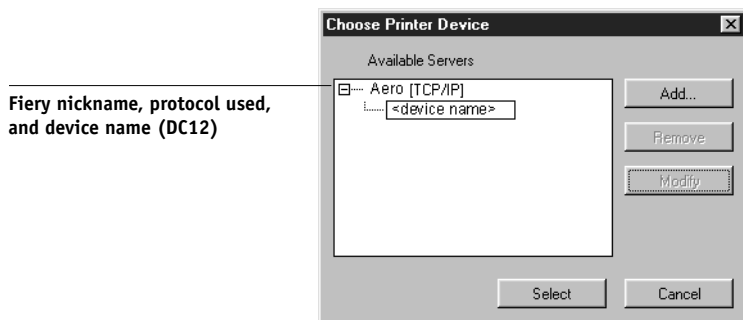 Choose Printer Device
Available Servers
Aero [TCP/IP]
<device name>
Add...
Remove
Modify
Select
Cancel
Fiery nickname, protocol used,
and device name (DC12)